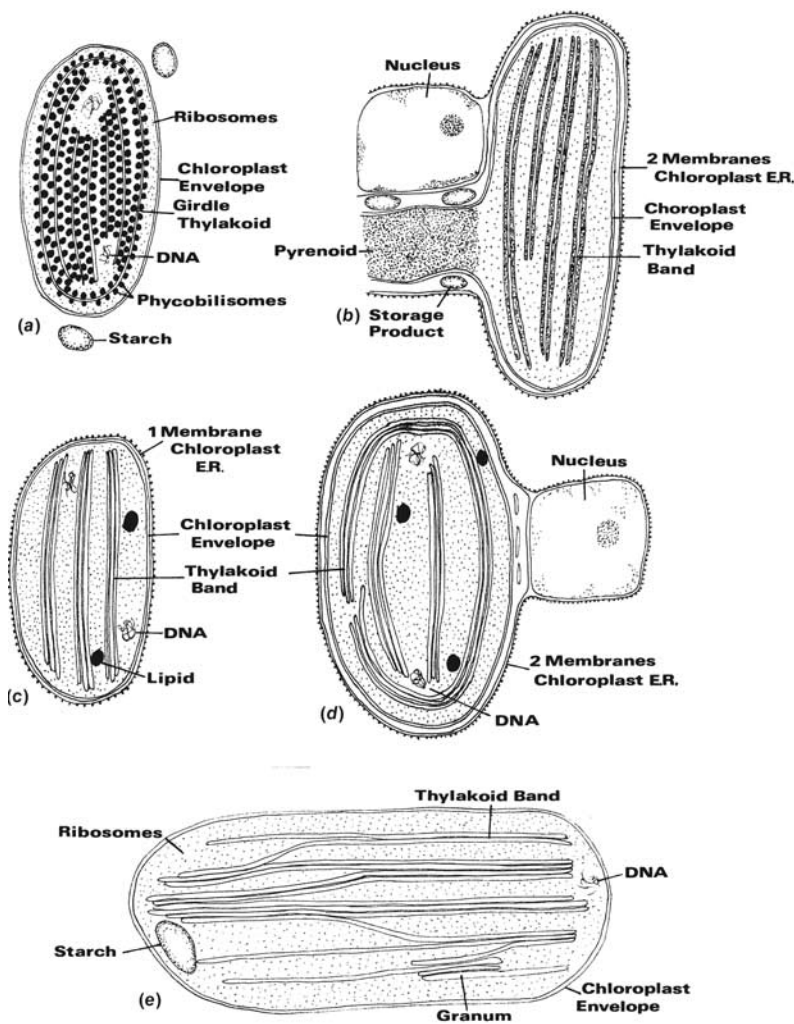 Ribosomes
Chloroplast
Envelope
Girdle
Thylakoid
DNA
Phycobilisomes
(a)
Starch
Nucleus
2 Membranes
Chloroplast E.R.
Choroplast
Envelope
Thylakoid
Band
Pyrenoid
(b)
Storage
Product
1 Membrane
Chloroplast
E.R.
Chloroplast
Envelope
Thylakoid
Band
DNA
Lipid
(c)
Nucleus
2 Membranes
Chloroplast E.R.
(d)
DNA
Thylakoid Band
Ribosomes
DNA
Starch
(e)
Granum
Chloroplast
Envelope